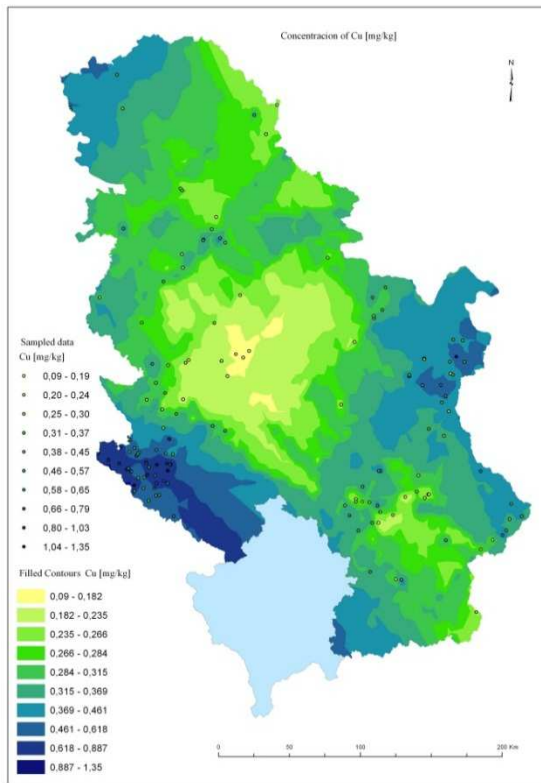 Concentracion of Cu [mg/kg]
N
Sampled data
Cu [mg/kg]
0,09 - 0,19
0,20 - 0,24
0,25 - 0,30
0,31 - 0,37
0,38 - 0,45
0,46 - 0,57
0,58 - 0,65
0,66 - 0,79
0,80 - 1,03
1,04 - 1,35
Filled Contours Cu [mg/kg]
0,09 - 0,182
0,182 - 0,235
0,235 - 0,266
0,266 - 0,284
0,284 - 0,315
0,315 - 0,369
0,369 - 0,461
0,461 - 0,618
0,618 - 0,887
0,887 - 1,35
0 50 100 150 200 Km